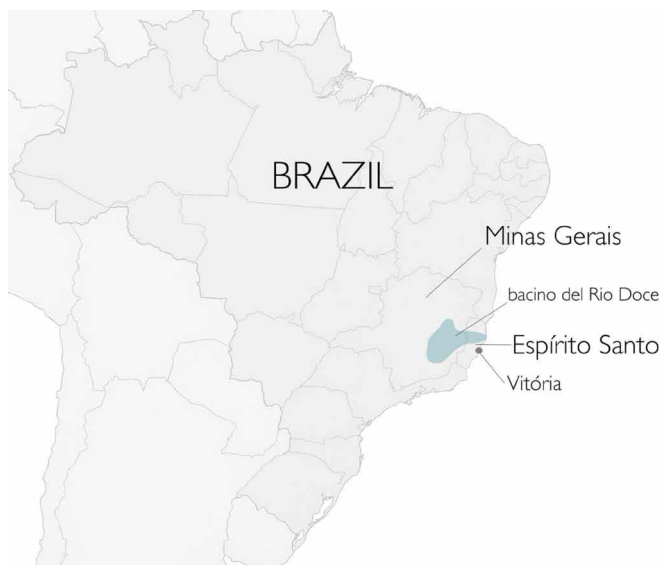 BRAZIL
Minas Gerais
bacino del Rio Doce
Espírito Santo
Vitória